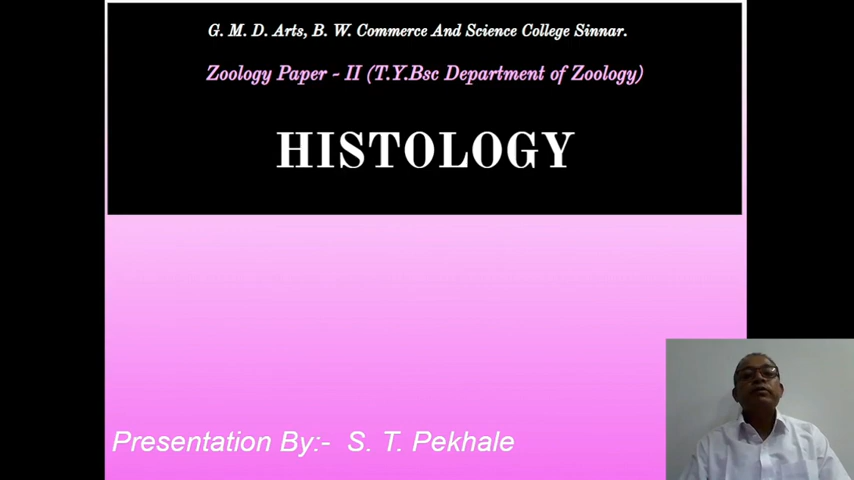 G. M. D. Arts, B. W. Commerce And Science College Sinnar.
Zoology Paper - II (T.Y.Bsc Department of Zoology)
HISTOLOGY
Presentation By:- S. T. Pekhale